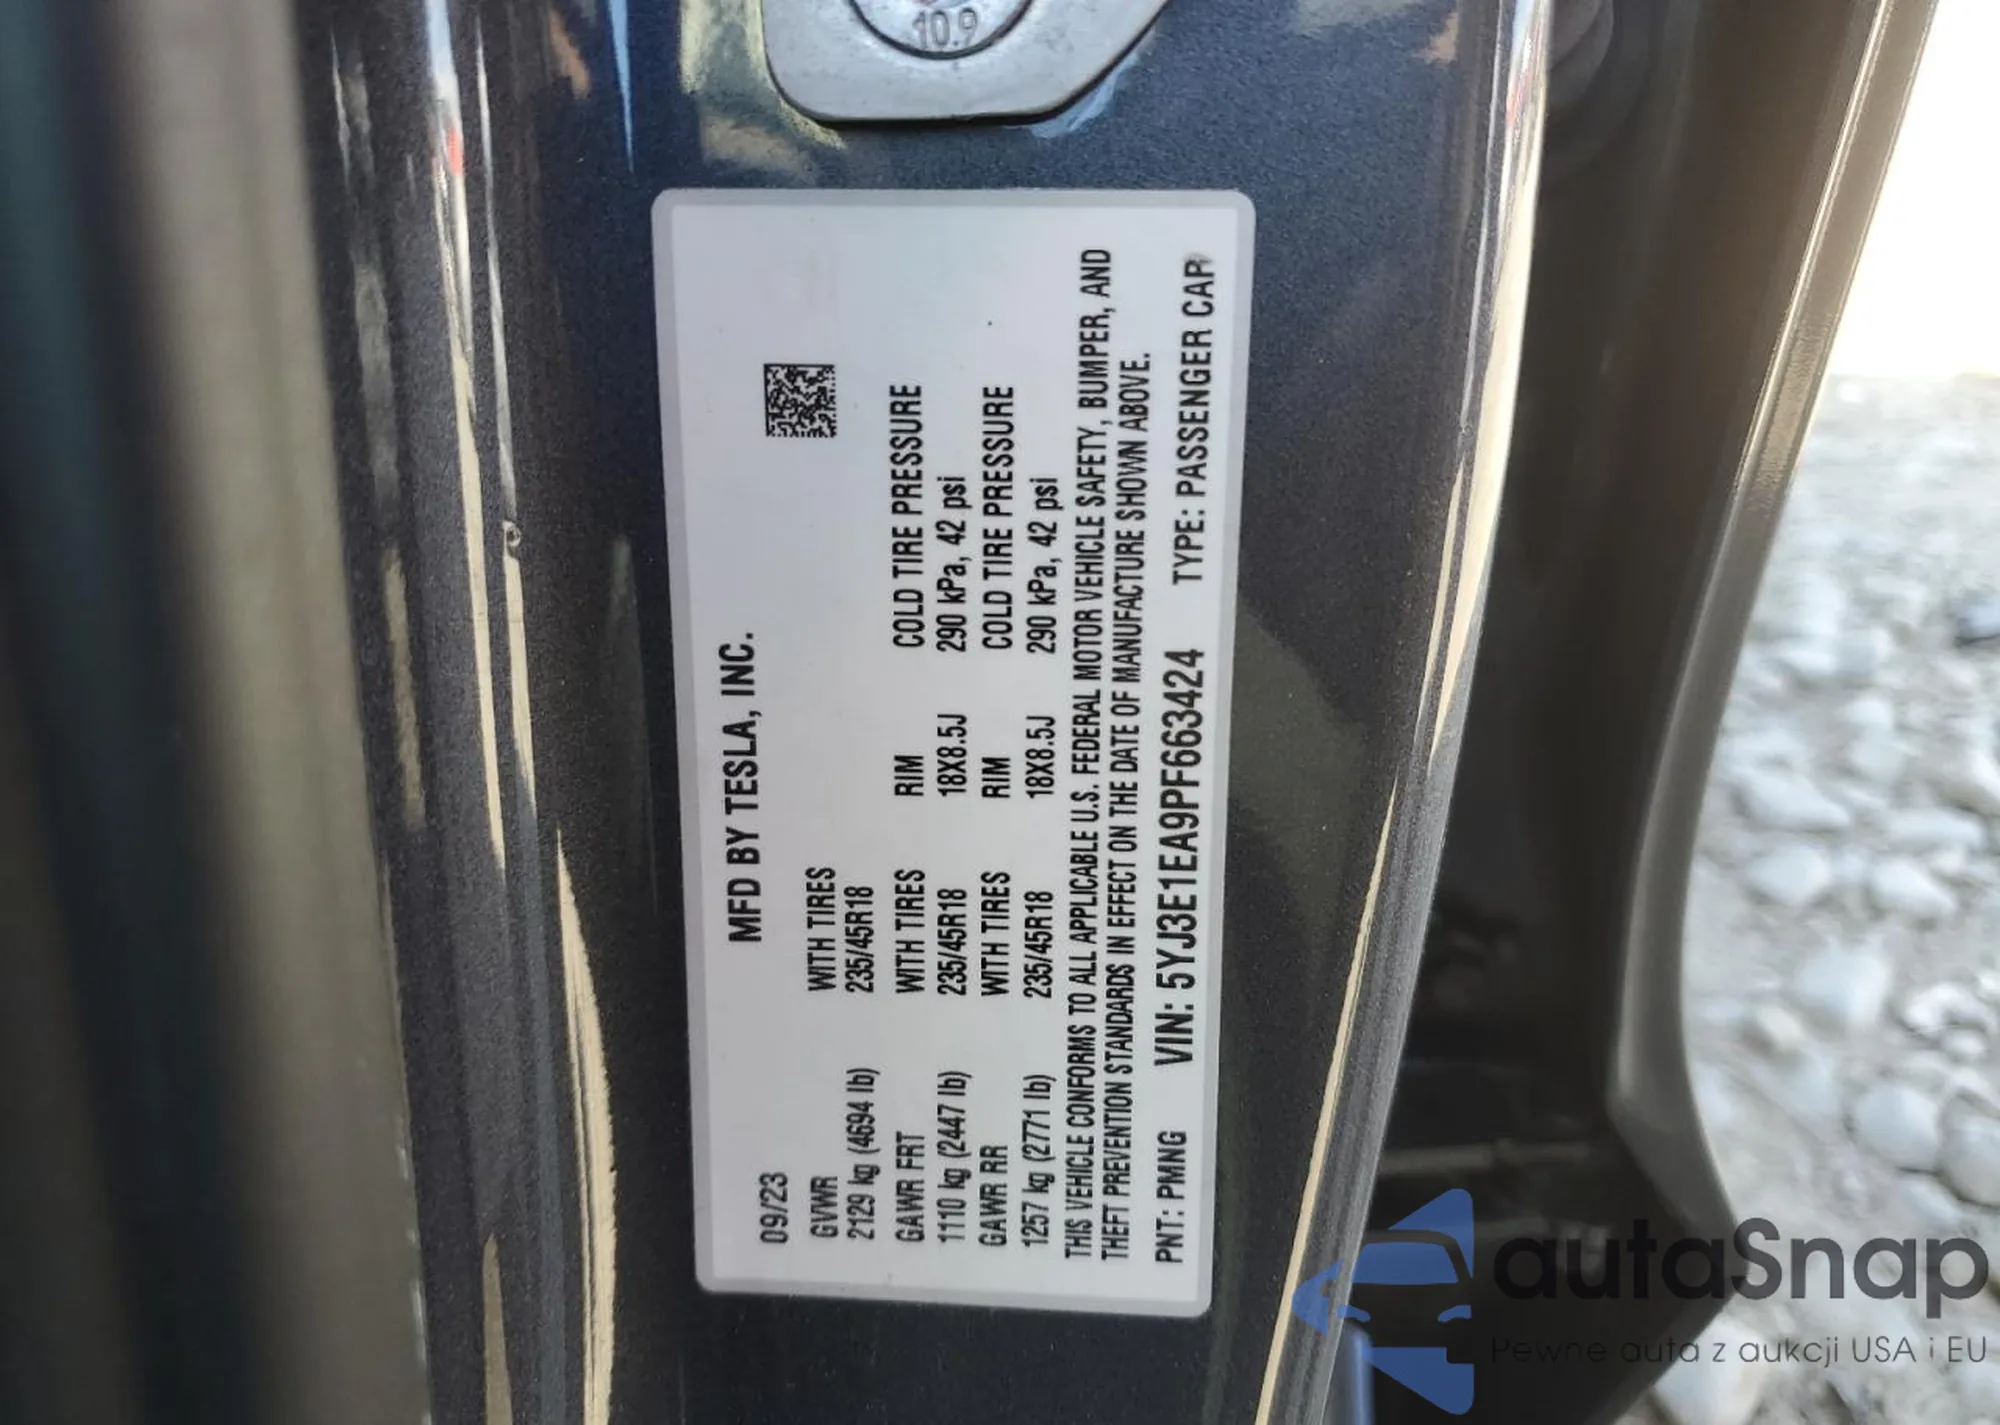 10.9
MFD BY TESLA, INC.
09/23
GVWR WITH TIRES
2129 kg (4694 lb) 235/45R18
GAWR FRT WITH TIRES RIM COLD TIRE PRESSURE
1110 kg (2447 lb) 235/45R18 18X8.5J 290 kPa, 42 psi
GAWR RR WITH TIRES RIM COLD TIRE PRESSURE
1257 kg (2771 lb) 235/45R18 18X8.5J 290 kPa, 42 psi
THIS VEHICLE CONFORMS TO ALL APPLICABLE U.S. FEDERAL MOTOR VEHICLE SAFETY, BUMPER, AND
THEFT PREVENTION STANDARDS IN EFFECT ON THE DATE OF MANUFACTURE SHOWN ABOVE.
PNT: PMNG VIN: 5YJ3E1EA9PF663424 TYPE: PASSENGER CAR
autaSnap
Pewne auta z aukcji USA i EU